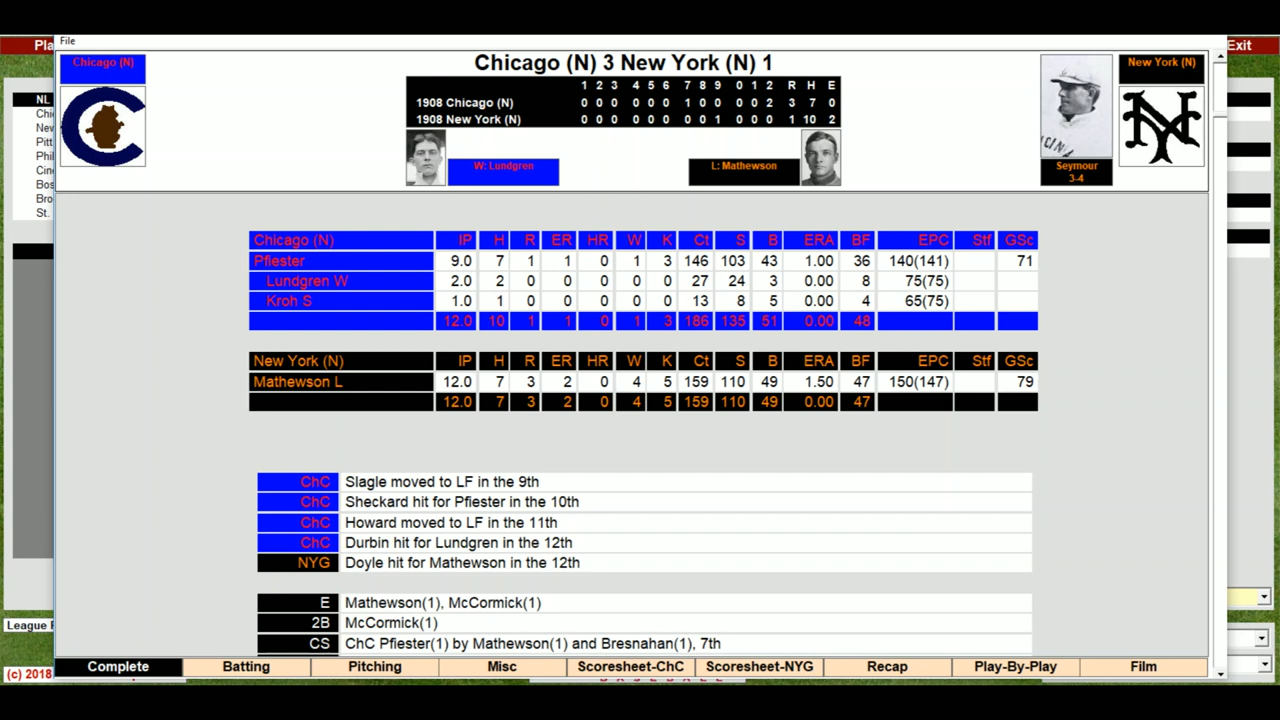 Pla
Exit
File
Chicago (N)
Chicago (N) 3 New York (N) 1
New York (N)
1 2 3 4 5 6 7 8 9 0 1 2 R H E
1908 Chicago (N) 0 0 0 0 0 0 1 0 0 0 0 2 3 7 0
1908 New York (N) 0 0 0 0 0 0 0 0 1 0 0 0 1 10 2
W: Lundgren
L: Mathewson
Seymour
3-4
NL
Chi
New
Pitt
Phil
Cin
Bos
Bro
St.
Chicago (N) IP H R ER HR W K Ct S B ERA BF EPC Stf GSc
Pfiester 9.0 7 1 1 0 1 3 146 103 43 1.00 36 140(141) 71
Lundgren W 2.0 2 0 0 0 0 0 27 24 3 0.00 8 75(75)
Kroh S 1.0 1 0 0 0 0 0 13 8 5 0.00 4 65(75)
12.0 10 1 1 0 1 3 186 135 51 0.00 48
New York (N) IP H R ER HR W K Ct S B ERA BF EPC Stf GSc
Mathewson L 12.0 7 3 2 0 4 5 159 110 49 1.50 47 150(147) 79
12.0 7 3 2 0 4 5 159 110 49 0.00 47
ChC Slagle moved to LF in the 9th
ChC Sheckard hit for Pfiester in the 10th
ChC Howard moved to LF in the 11th
ChC Durbin hit for Lundgren in the 12th
NYG Doyle hit for Mathewson in the 12th
E Mathewson(1), McCormick(1)
2B McCormick(1)
CS ChC Pfiester(1) by Mathewson(1) and Bresnahan(1), 7th
League
Complete Batting Pitching Misc Scoresheet-ChC Scoresheet-NYG Recap Play-By-Play Film
(c) 2018